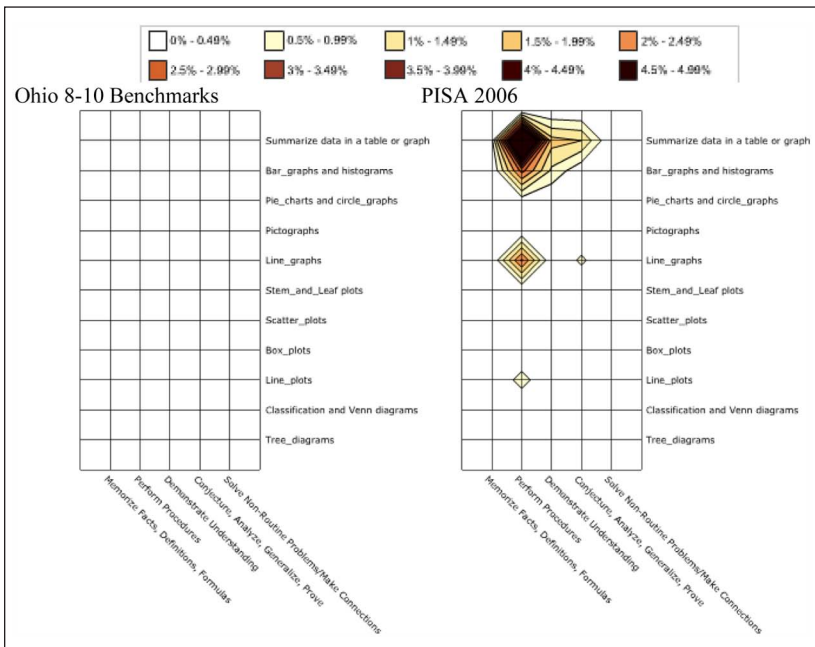 0% - 0.49% 0.5% - 0.99% 1% - 1.49% 1.5% - 1.99% 2% - 2.49%
2.5% - 2.99% 3% - 3.49% 3.5% - 3.99% 4% - 4.49% 4.5% - 4.99%
Ohio 8-10 Benchmarks
Summarize data in a table or graph
Bar_graphs and histograms
Pie_charts and circle_graphs
Pictographs
Line_graphs
Stem_and_Leaf plots
Scatter_plots
Box_plots
Line_plots
Classification and Venn diagrams
Tree_diagrams
Memorize Facts, Definitions, Formulas
Perform Procedures
Demonstrate Understanding
Conjecture, Analyze, Generalize, Prove
Solve Non-Routine Problems/Make Connections
PISA 2006
Summarize data in a table or graph
Bar_graphs and histograms
Pie_charts and circle_graphs
Pictographs
Line_graphs
Stem_and_Leaf plots
Scatter_plots
Box_plots
Line_plots
Classification and Venn diagrams
Tree_diagrams
Memorize Facts, Definitions, Formulas
Perform Procedures
Demonstrate Understanding
Conjecture, Analyze, Generalize, Prove
Solve Non-Routine Problems/Make Connections